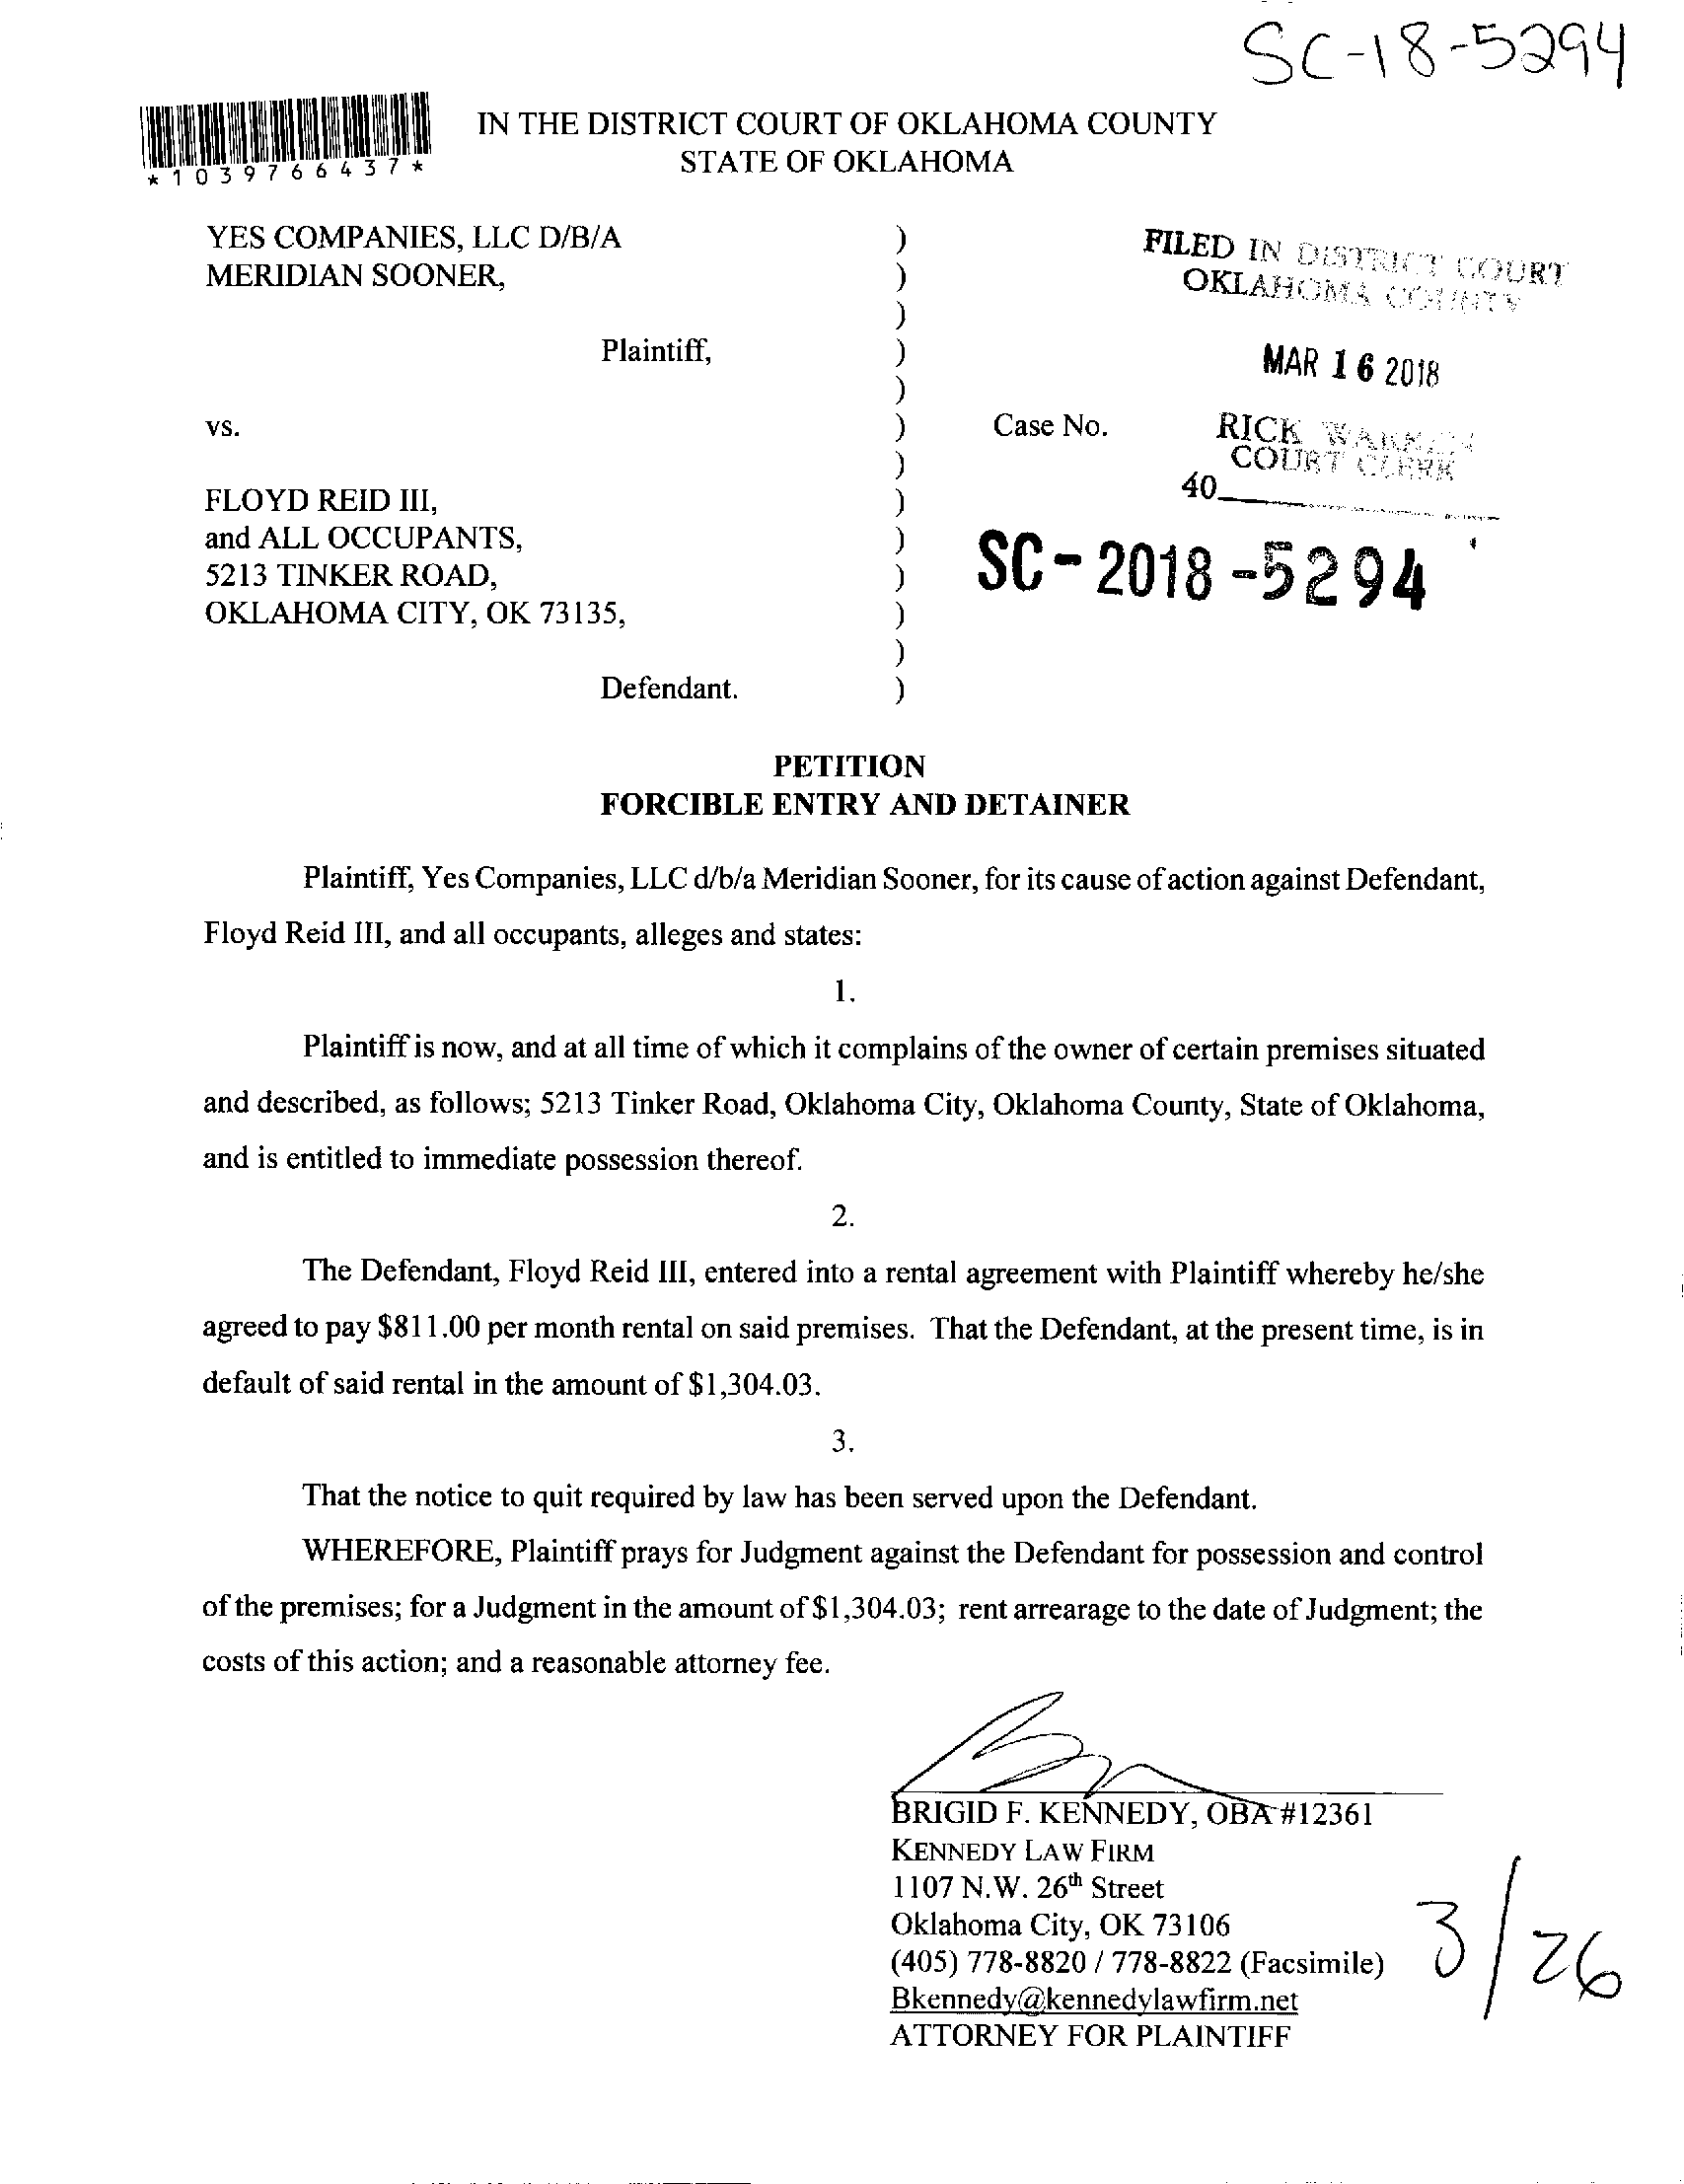 SC-18-5294
*1039766437*
IN THE DISTRICT COURT OF OKLAHOMA COUNTY
STATE OF OKLAHOMA
YES COMPANIES, LLC D/B/A )
MERIDIAN SOONER, )
)
Plaintiff, )
)
vs. )
)
FLOYD REID III, )
and ALL OCCUPANTS, )
5213 TINKER ROAD, )
OKLAHOMA CITY, OK 73135, )
)
Defendant. )
FILED IN DISTRICT COURT
OKLAHOMA COUNTY
MAR 16 2018
Case No.
RICK WARREN
COURT CLERK
40
SC-2018-5294
PETITION
FORCIBLE ENTRY AND DETAINER
Plaintiff, Yes Companies, LLC d/b/a Meridian Sooner, for its cause of action against Defendant,
Floyd Reid III, and all occupants, alleges and states:
1.
Plaintiff is now, and at all time of which it complains of the owner of certain premises situated
and described, as follows; 5213 Tinker Road, Oklahoma City, Oklahoma County, State of Oklahoma,
and is entitled to immediate possession thereof.
2.
The Defendant, Floyd Reid III, entered into a rental agreement with Plaintiff whereby he/she
agreed to pay $811.00 per month rental on said premises. That the Defendant, at the present time, is in
default of said rental in the amount of $1,304.03.
3.
That the notice to quit required by law has been served upon the Defendant.
WHEREFORE, Plaintiff prays for Judgment against the Defendant for possession and control
of the premises; for a Judgment in the amount of $1,304.03; rent arrearage to the date of Judgment; the
costs of this action; and a reasonable attorney fee.
BRIGID F. KENNEDY, OBA #12361
KENNEDY LAW FIRM
1107 N.W. 26th Street
Oklahoma City, OK 73106
(405) 778-8820 / 778-8822 (Facsimile)
Bkennedy@kennedylawfirm.net
ATTORNEY FOR PLAINTIFF
3/26